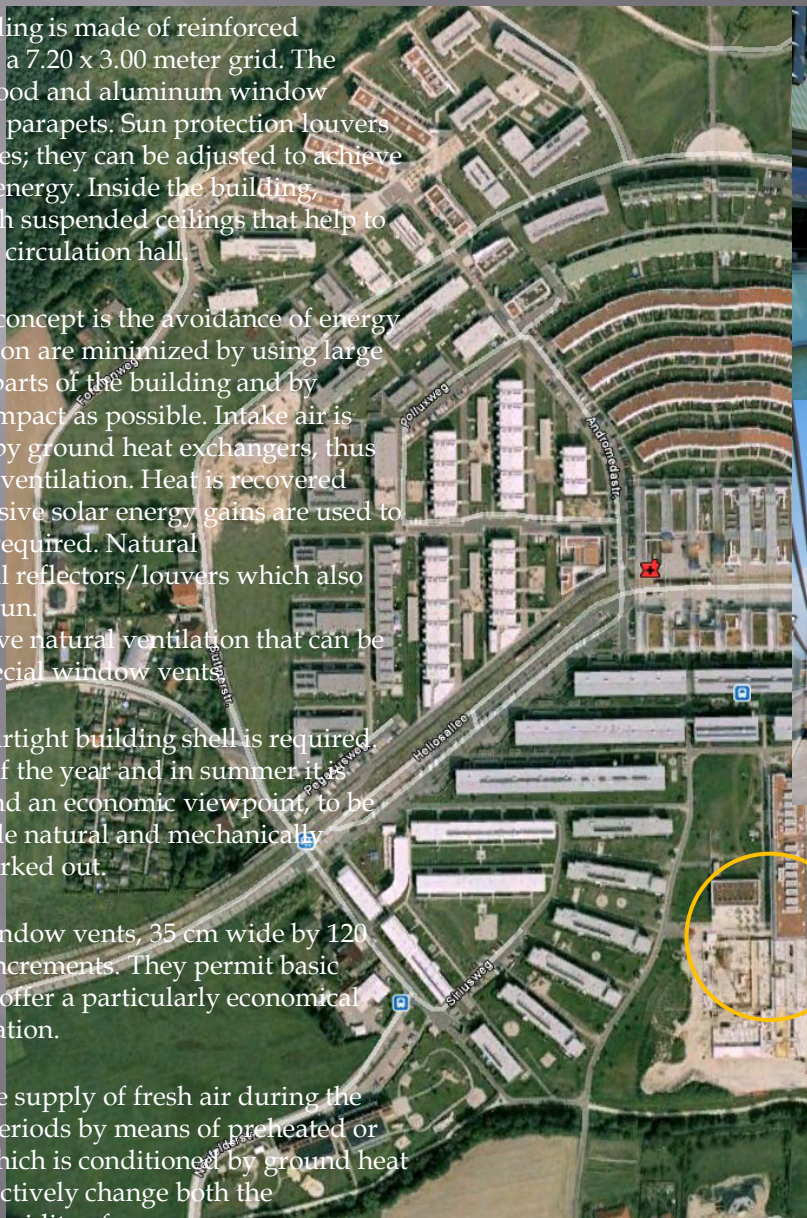 ding is made of reinforced
a 7.20 x 3.00 meter grid. The
ood and aluminum window
parapets. Sun protection louvers
es; they can be adjusted to achieve
energy. Inside the building,
h suspended ceilings that help to
circulation hall.
concept is the avoidance of energy
on are minimized by using large
parts of the building and by
mpact as possible. Intake air is
by ground heat exchangers, thus
ventilation. Heat is recovered
sive solar energy gains are used to
required. Natural
l reflectors/louvers which also
un.
ve natural ventilation that can be
ecial window vents.
irtight building shell is required.
f the year and in summer it is
nd an economic viewpoint, to be
le natural and mechanically
rked out.
indow vents, 35 cm wide by 120
ncrements. They permit basic
offer a particularly economical
ation.
e supply of fresh air during the
eriods by means of preheated or
hich is conditioned by ground heat
ctively change both the
Polluxweg
Andromedastr.
Suttnerstr.
Pegasusweg
Heliosallee
Siriusweg